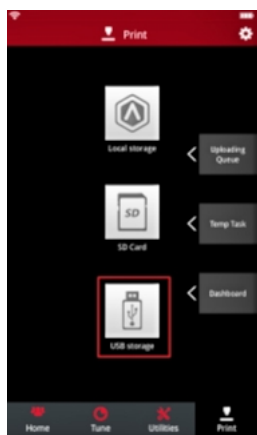 Print
Local storage
Uploading
Queue
SD
SD Card
Temp Task
Dashboard
USB storage
Home
Tune
Utilities
Print